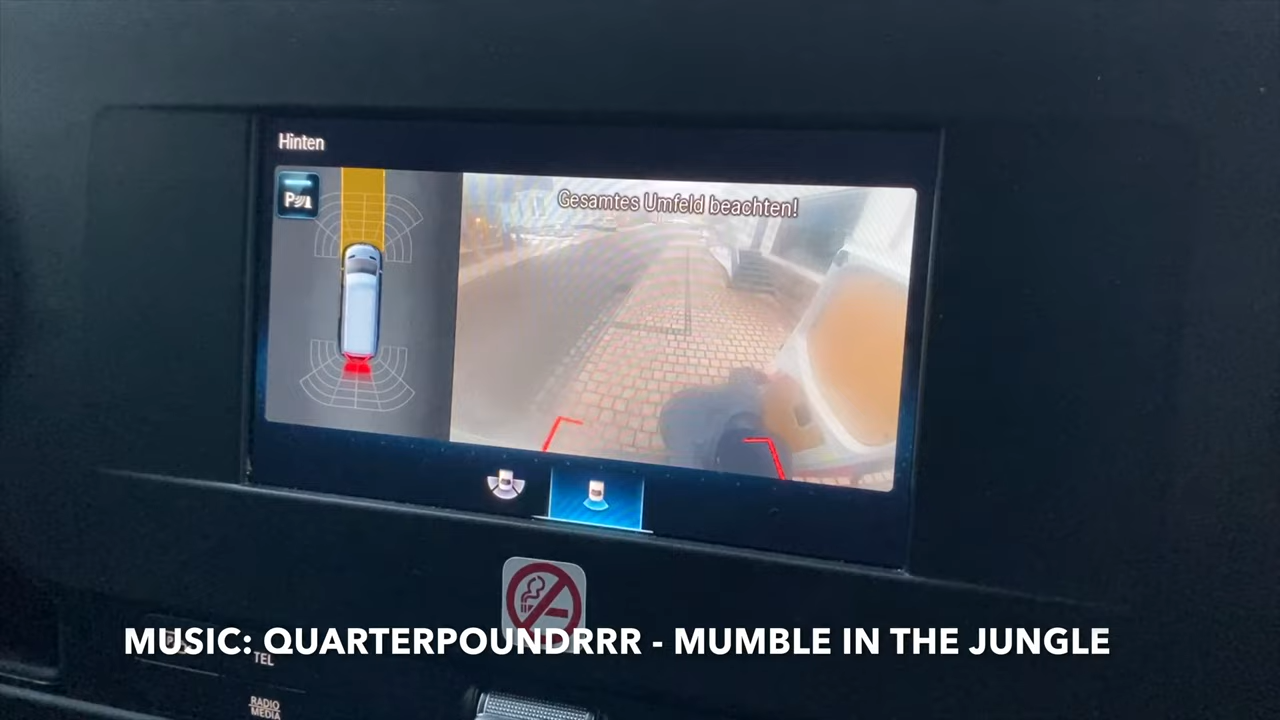 Hinten
P
Gesamtes Umfeld beachten!
MUSIC: QUARTERPOUNDRRR - MUMBLE IN THE JUNGLE
TEL
RADIO
MEDIA